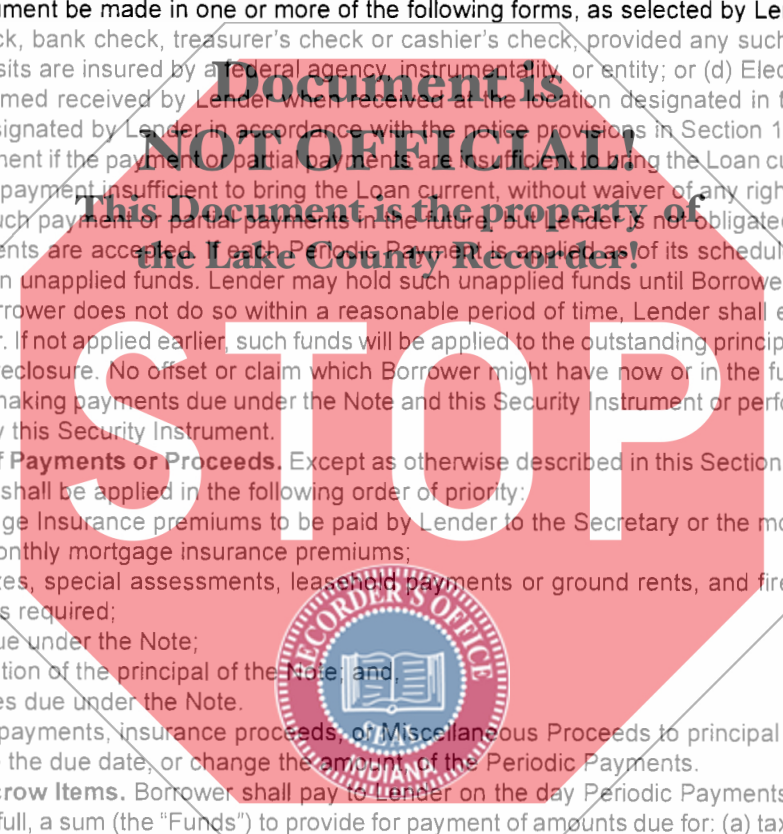 ment be made in one or more of the following forms, as selected by Le
ck, bank check, treasurer's check or cashier's check, provided any such
sits are insured by a federal agency, instrumentality, or entity; or (d) Elec
med received by Lender when received at the location designated in
signated by Lender in accordance with the notice provisions in Section 1
ment if the payment or partial payments are insufficient to bring the Loan cu
payment insufficient to bring the Loan current, without waiver of any righ
uch payment or partial payments in the future, but Lender is not obligate
ents are accepted. If each Periodic Payment is applied as of its schedul
n unapplied funds. Lender may hold such unapplied funds until Borrowe
rrower does not do so within a reasonable period of time, Lender shall e
r. If not applied earlier, such funds will be applied to the outstanding princip
reclosure. No offset or claim which Borrower might have now or in the fu
making payments due under the Note and this Security Instrument or perfo
y this Security Instrument.
f Payments or Proceeds. Except as otherwise described in this Section
shall be applied in the following order of priority:
ge Insurance premiums to be paid by Lender to the Secretary or the mo
onthly mortgage insurance premiums;
es, special assessments, leasehold payments or ground rents, and fire
s required;
ue under the Note;
tion of the principal of the Note; and,
es due under the Note.
payments, insurance proceeds, or Miscellaneous Proceeds to principal
the due date, or change the amount, of the Periodic Payments.
crow Items. Borrower shall pay to Lender on the day Periodic Payments
full, a sum (the “Funds”) to provide for payment of amounts due for: (a) tax
Document is
NOT OFFICIAL!
This Document is the property of
the Lake County Recorder!
STOP
RECORDER'S OFFICE
SEAL
INDIANA